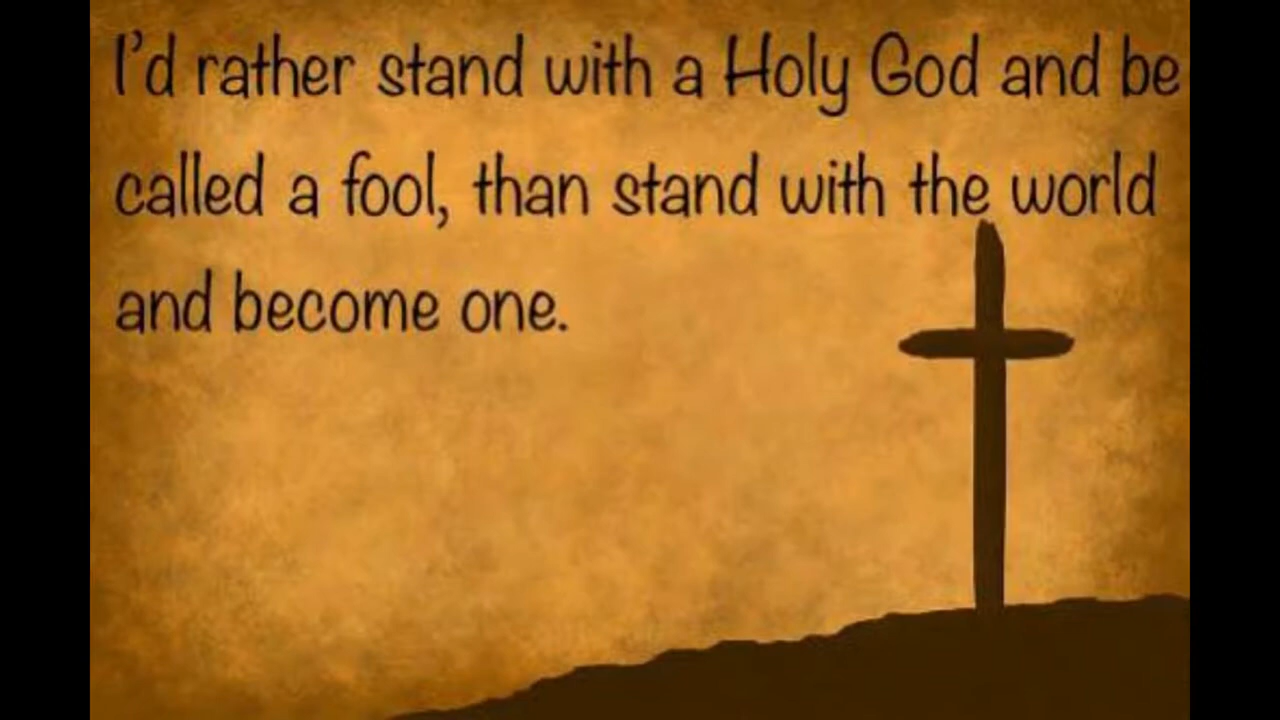 I'd rather stand with a Holy God and be
called a fool, than stand with the world
and become one.